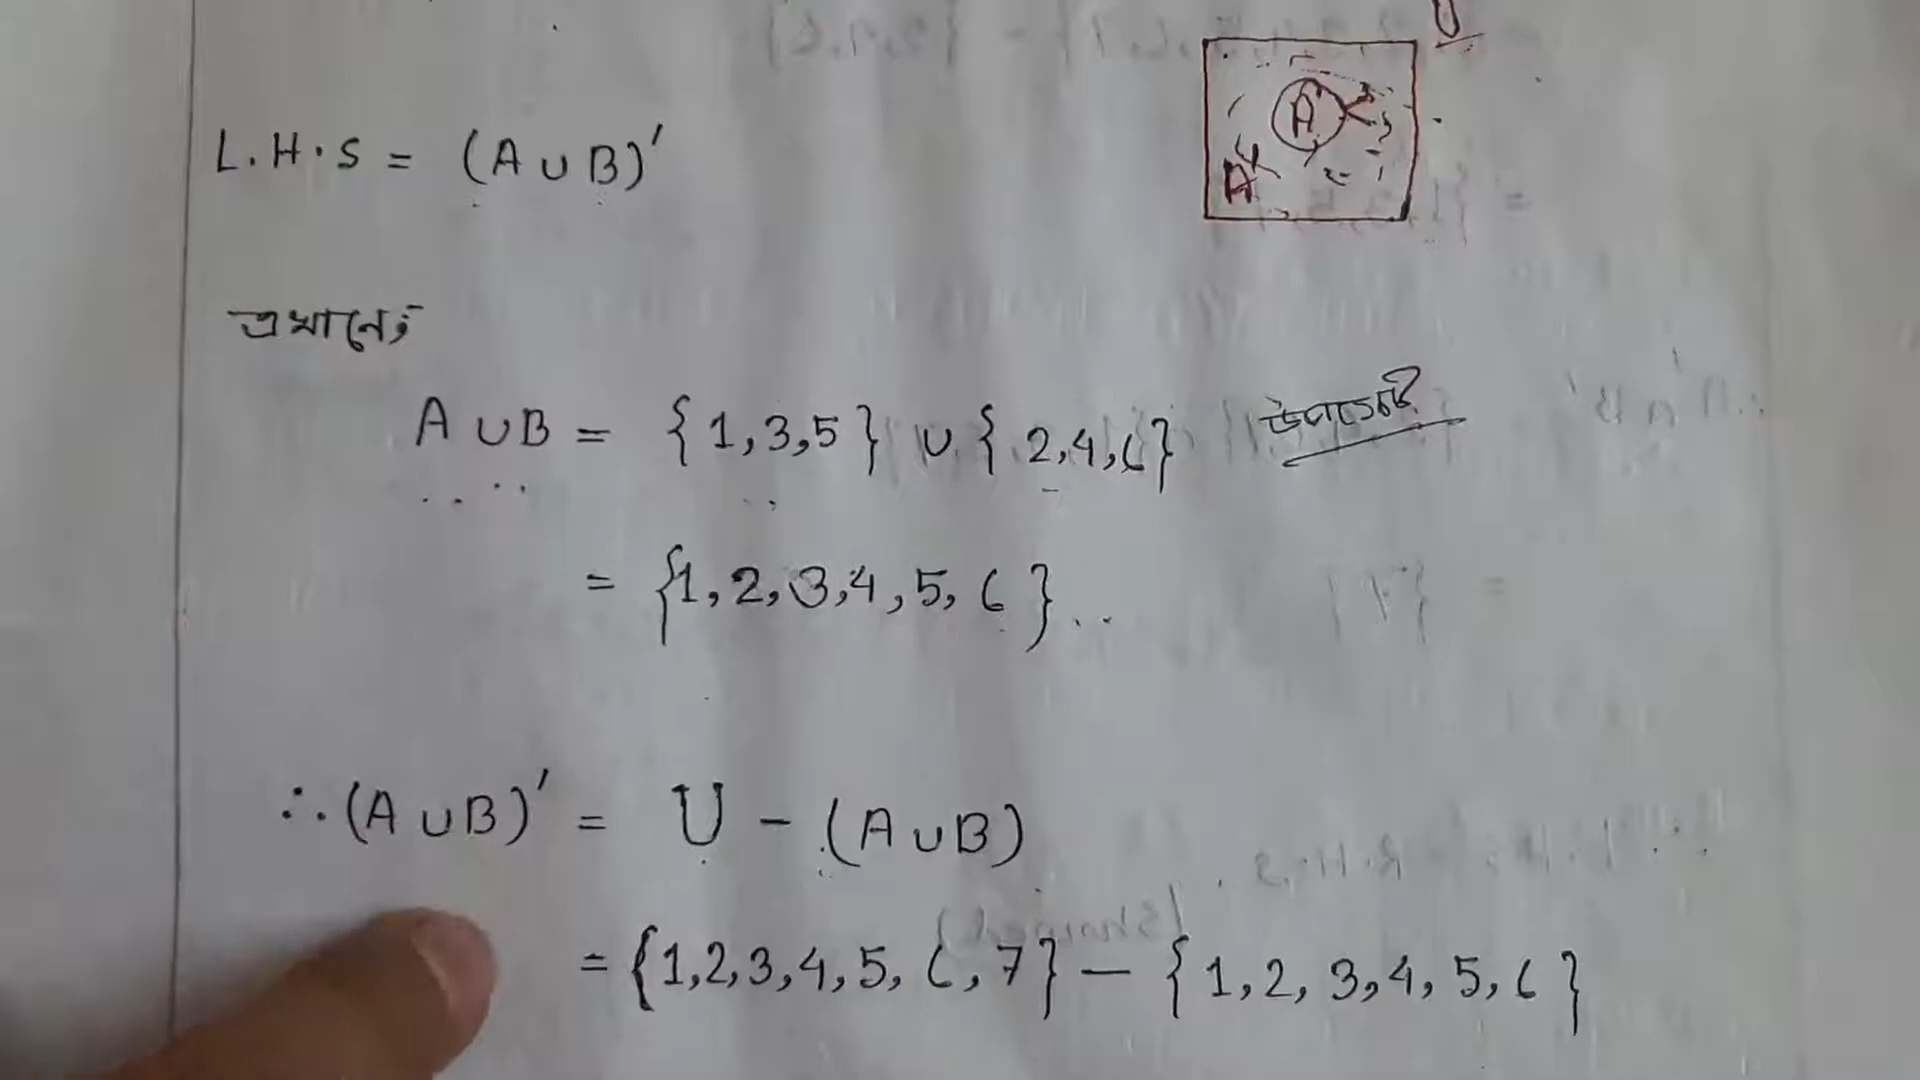 U
A
A'
L.H.S = (A∪B)'
এখানে,
A∪B = {1,3,5} ∪ {2,4,6}
= {1,2,3,4,5,6}
∴ (A∪B)' = U - (A∪B)
= {1,2,3,4,5,6,7} - {1,2,3,4,5,6}